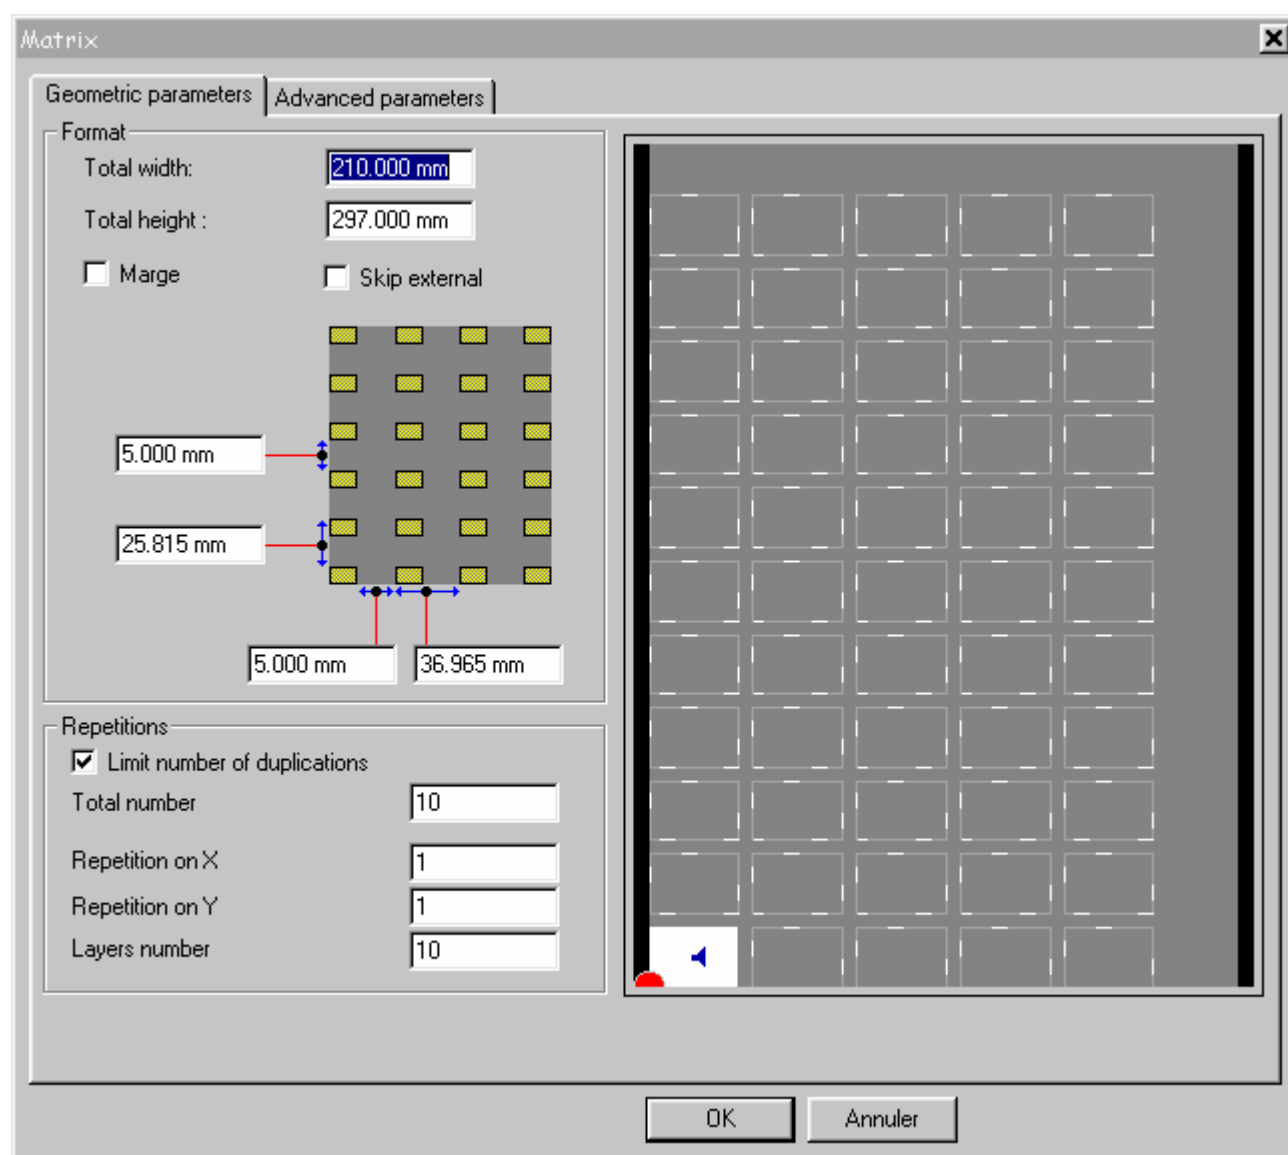 Matrix
Geometric parameters
Advanced parameters
Format
Total width:
210.000 mm
Total height :
297.000 mm
Marge
Skip external
5.000 mm
25.815 mm
5.000 mm
36.965 mm
Repetitions
Limit number of duplications
Total number
10
Repetition on X
1
Repetition on Y
1
Layers number
10
OK
Annuler